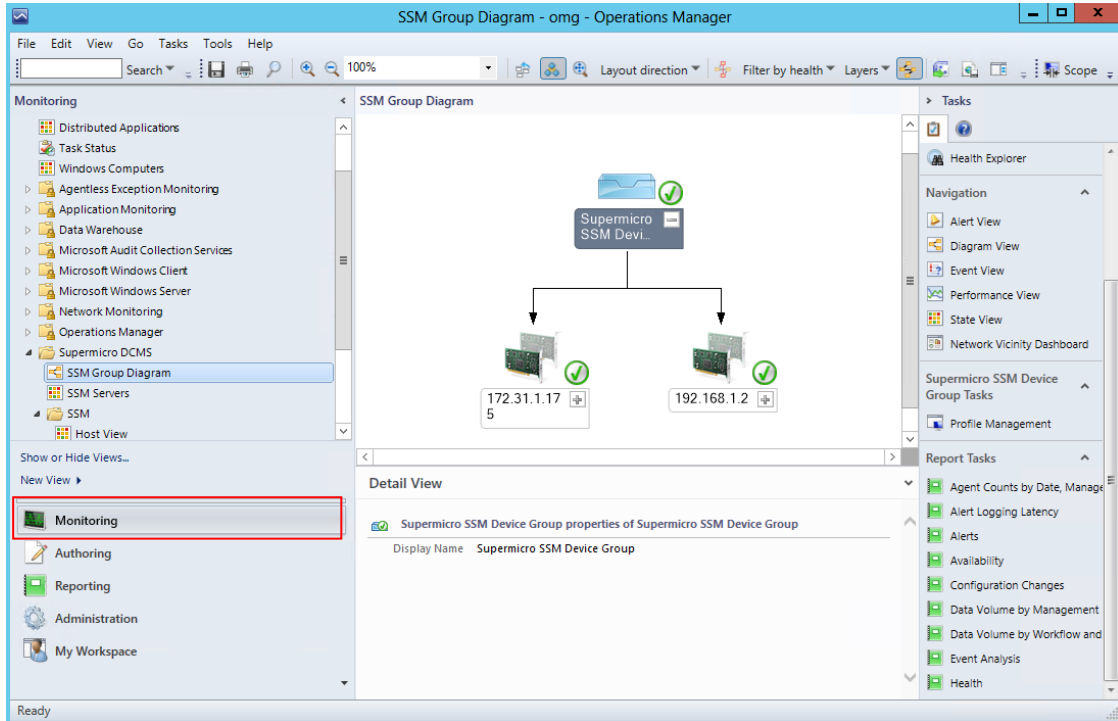 SSM Group Diagram - omg - Operations Manager
File Edit View Go Tasks Tools Help
Search 100% Layout direction Filter by health Layers Scope
Monitoring
Distributed Applications
Task Status
Windows Computers
Agentless Exception Monitoring
Application Monitoring
Data Warehouse
Microsoft Audit Collection Services
Microsoft Windows Client
Microsoft Windows Server
Network Monitoring
Operations Manager
Supermicro DCMS
SSM Group Diagram
SSM Servers
SSM
Host View
Show or Hide Views...
New View
Monitoring
Authoring
Reporting
Administration
My Workspace
SSM Group Diagram
Supermicro
SSM Devi...
172.31.1.17
5
192.168.1.2
Detail View
Supermicro SSM Device Group properties of Supermicro SSM Device Group
Display Name Supermicro SSM Device Group
Tasks
Health Explorer
Navigation
Alert View
Diagram View
Event View
Performance View
State View
Network Vicinity Dashboard
Supermicro SSM Device
Group Tasks
Profile Management
Report Tasks
Agent Counts by Date, Manage
Alert Logging Latency
Alerts
Availability
Configuration Changes
Data Volume by Management
Data Volume by Workflow and
Event Analysis
Health
Ready